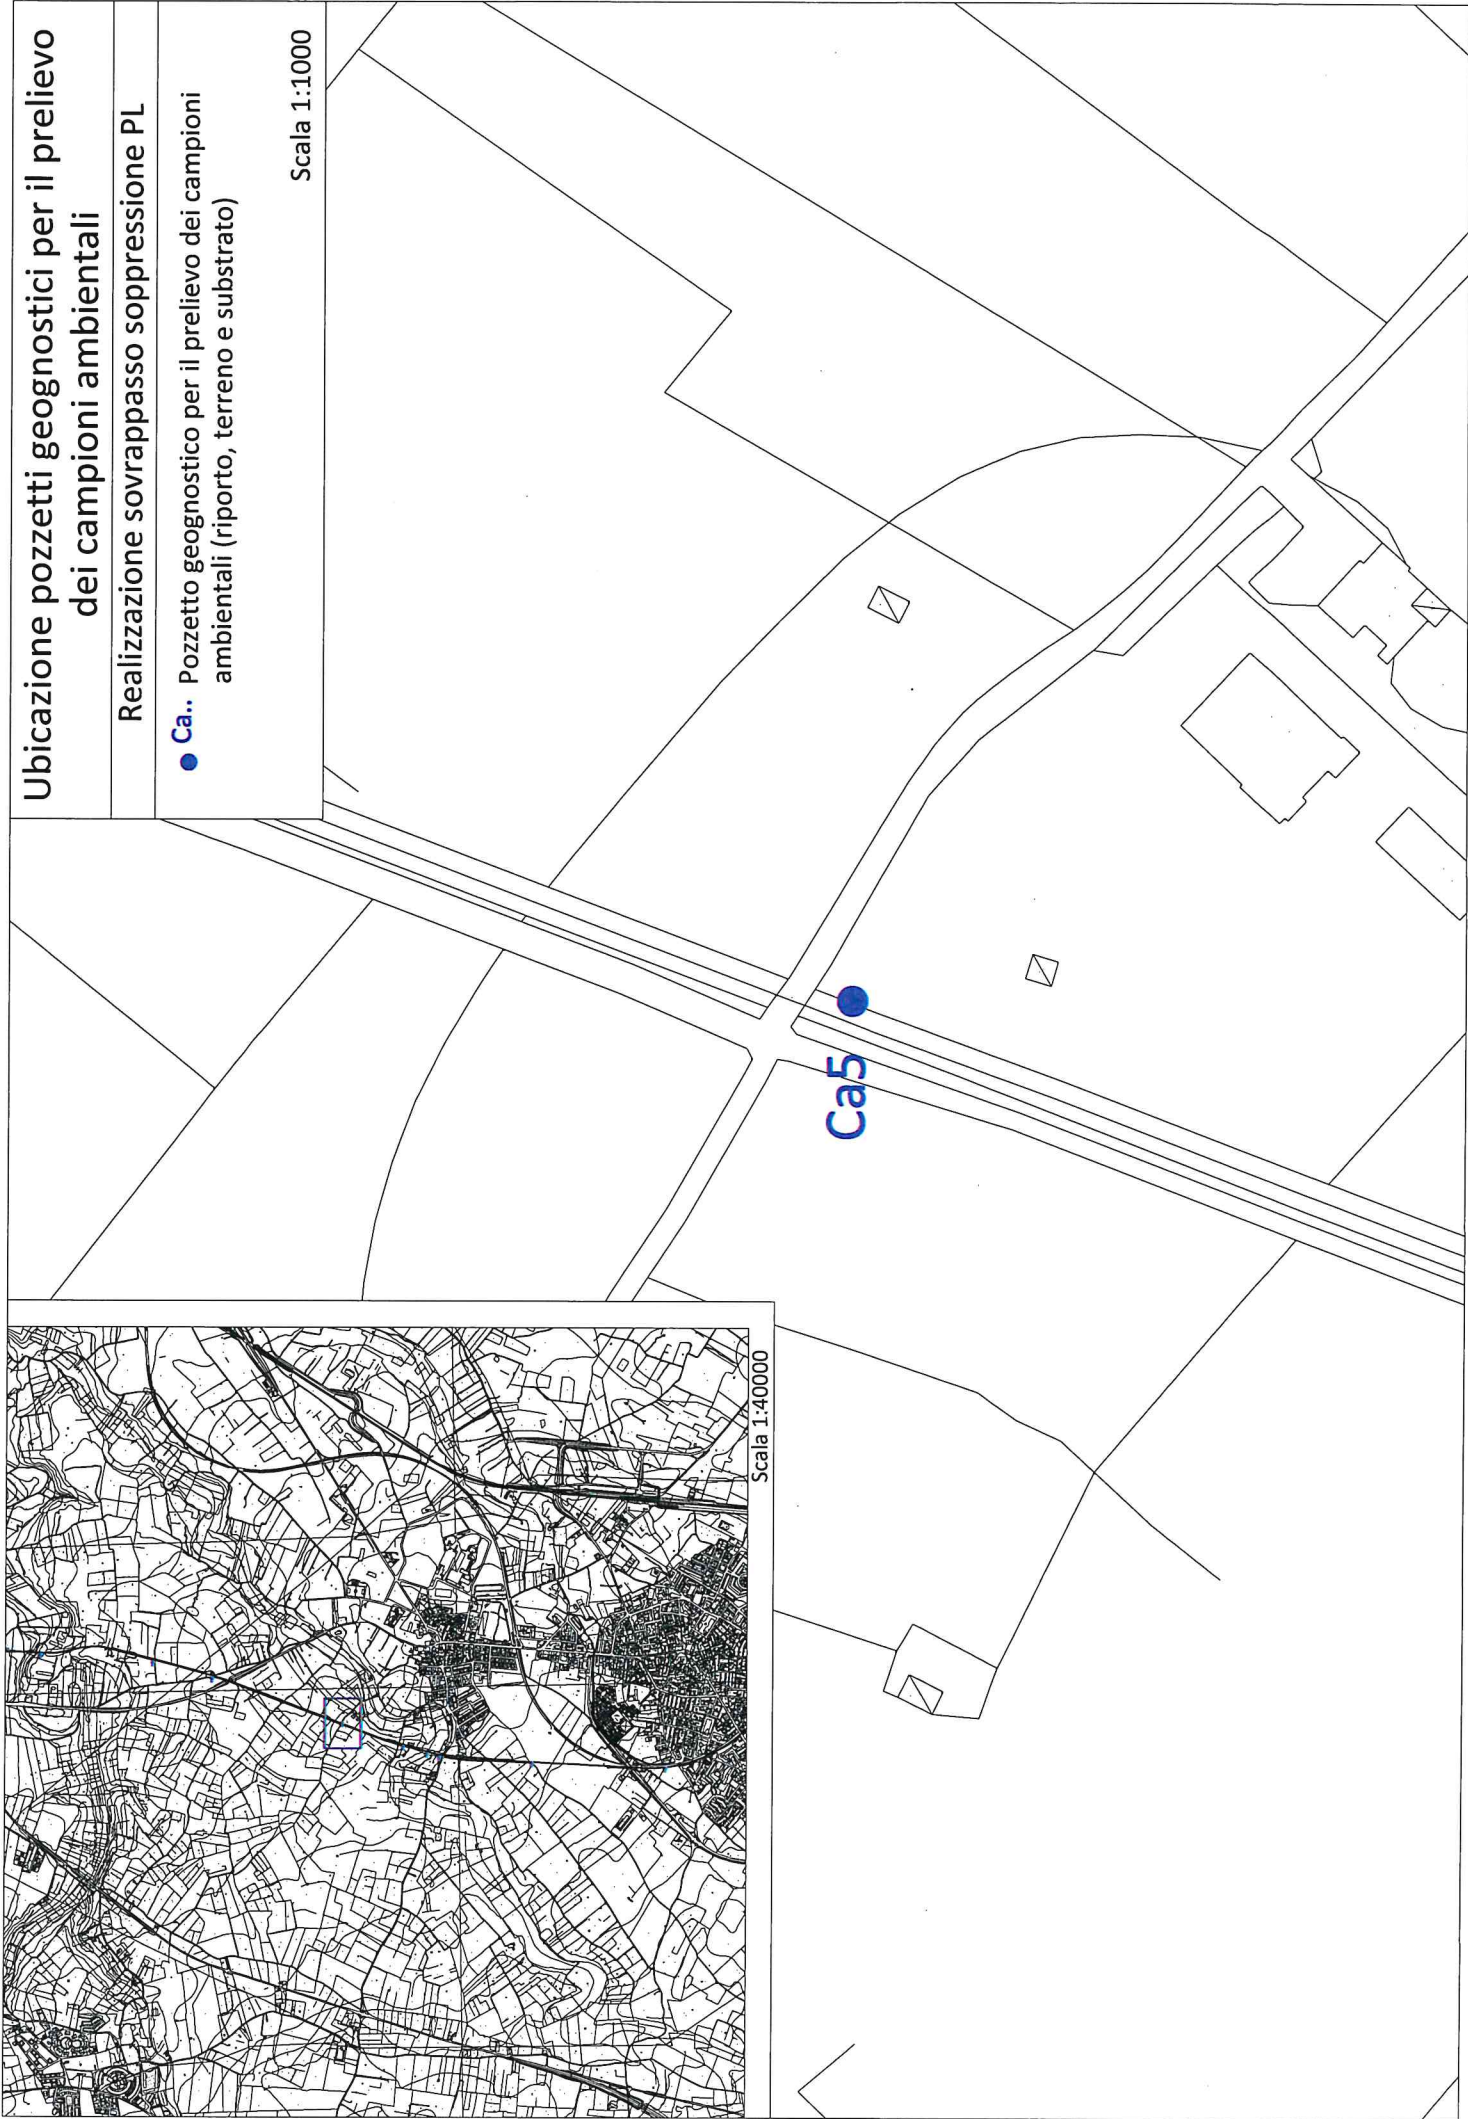 Ubicazione pozzetti geognostici per il prelievo
dei campioni ambientali
Realizzazione sovrappasso soppressione PL
Ca.. Pozzetto geognostico per il prelievo dei campioni
ambientali (riporto, terreno e substrato)
Scala 1:1000
Ca5
Scala 1:40000